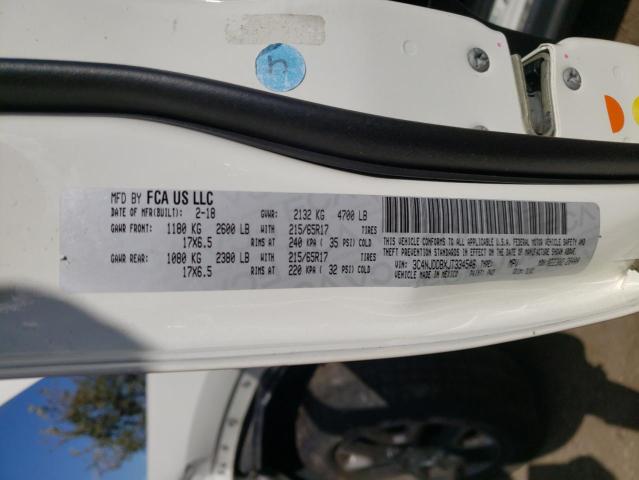 MFD BY FCA US LLC
DATE OF MFR(BUILT): 2-18 GVWR: 2132 KG 4700 LB
GAWR FRONT: 1180 KG 2600 LB WITH 215/65R17 TIRES
17X6.5 RIMS AT 240 KPA ( 35 PSI) COLD
GAWR REAR: 1080 KG 2380 LB WITH 215/65R17 TIRES
17X6.5 RIMS AT 220 KPA ( 32 PSI) COLD
THIS VEHICLE CONFORMS TO ALL APPLICABLE U.S.A. FEDERAL MOTOR VEHICLE SAFETY,
BUMPER AND THEFT PREVENTION STANDARDS IN EFFECT ON THE DATE OF MANUFACTURE SHOWN ABOVE.
VIN: TYPE: MPV
VEHICLE MADE IN MEXICO